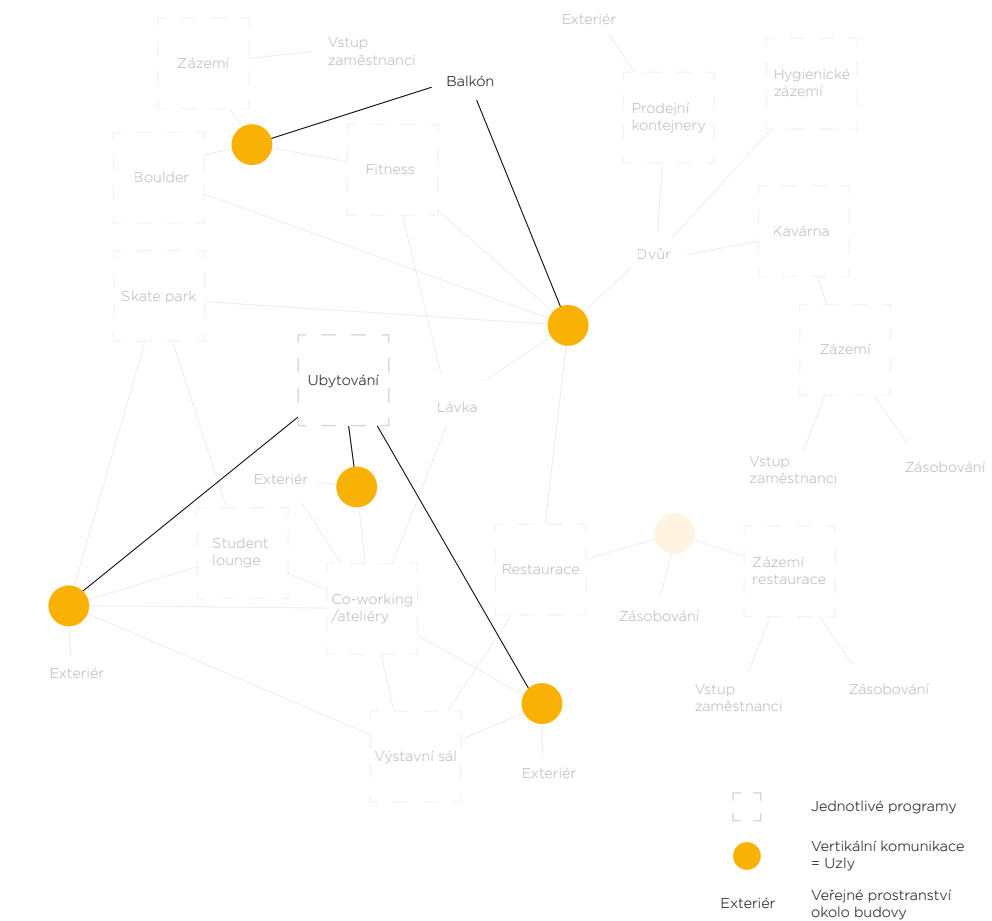 Exteriér
Vstup
zaměstnanci
Zázemí
Balkón
Hygienické
zázemí
Prodejní
kontejnery
Fitness
Boulder
Kavárna
Dvůr
Skate park
Zázemí
Ubytování
Lávka
Vstup
zaměstnanci
Zásobování
Exteriér
Student
lounge
Restaurace
Zázemí
restaurace
Co-working
/ateliéry
Zásobování
Exteriér
Vstup
zaměstnanci
Zásobování
Výstavní sál
Exteriér
Jednotlivé programy
Vertikální komunikace
= Uzly
Exteriér
Veřejné prostranství
okolo budovy